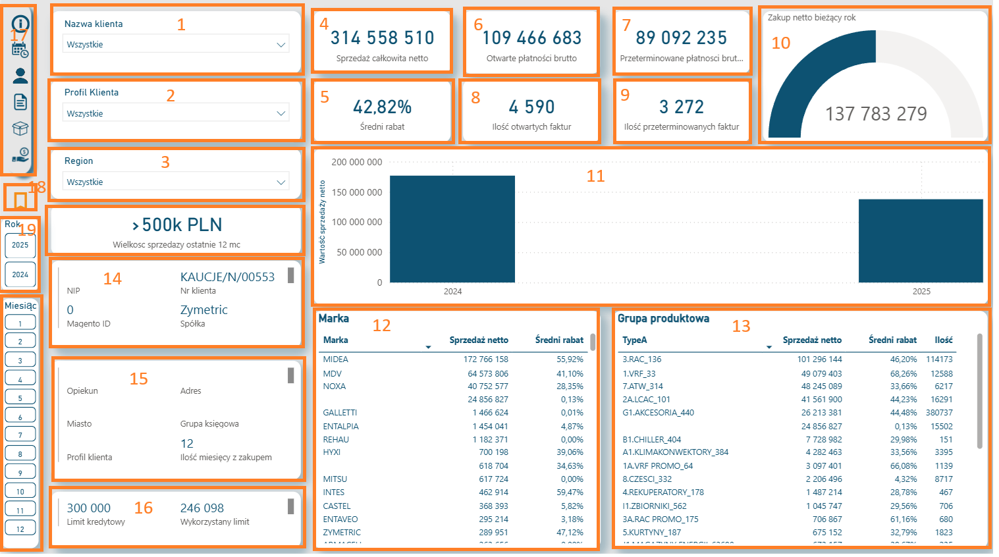 17
18
Rok
19
2025
2024
Miesiąc
1
2
3
4
5
6
7
8
9
10
11
12
Nazwa klienta
1
Wszystkie
Profil Klienta
2
Wszystkie
Region
3
Wszystkie
>500k PLN
Wielkosc sprzedazy ostatnie 12 mc
14
KAUCJE/N/00553
NIP
Nr klienta
0
Zymetric
Magento ID
Spółka
15
Opiekun
Adres
Miasto
Grupa księgowa
12
Profil klienta
Ilość miesięcy z zakupem
300 000
16
246 098
Limit kredytowy
Wykorzystany limit
4
314 558 510
Sprzedaż całkowita netto
6
109 466 683
Otwarte płatności brutto
7
89 092 235
Przeterminowane płatnosci brut...
5
42,82%
Średni rabat
8
4 590
Ilość otwartych faktur
9
3 272
Ilość przeterminowanych faktur
Zakup netto bieżący rok
10
137 783 279
11
Wartość sprzedaży netto
200 000 000
150 000 000
100 000 000
50 000 000
0
2024
2025
Marka
12
Marka Sprzedaż netto Średni rabat
MIDEA 172 766 158 55,92%
MDV 64 573 806 41,10%
NOXA 40 752 577 28,35%
24 856 827 0,13%
GALLETTI 1 466 624 0,01%
ENTALPIA 1 454 041 4,87%
REHAU 1 182 371 0,00%
HYXI 700 198 39,06%
618 704 34,63%
MITSU 617 724 0,00%
INTES 462 914 59,47%
CASTEL 368 393 5,82%
ENTAVEO 295 214 3,18%
ZYMETRIC 289 951 47,12%
Grupa produktowa
13
TypeA Sprzedaż netto Średni rabat Ilość
3.RAC_136 101 296 144 46,20% 114173
1.VRF_33 49 079 403 68,26% 12588
7.ATW_314 48 245 089 33,66% 6217
2A.LCAC_101 41 561 900 44,23% 16291
G1.AKCESORIA_440 26 213 381 44,48% 380737
24 856 827 0,13% 15502
B1.CHILLER_404 7 728 982 29,98% 151
A1.KLIMAKONWEKTORY_384 4 282 463 33,56% 3395
1A.VRF PROMO_64 3 097 401 66,08% 1139
8.CZESCI_332 2 206 496 4,32% 8717
4.REKUPERATORY_178 1 487 214 28,78% 467
I1.ZBIORNIKI_562 1 045 747 29,56% 706
3A.RAC PROMO_175 706 867 61,16% 680
5.KURTYNY_187 675 152 32,79% 1823